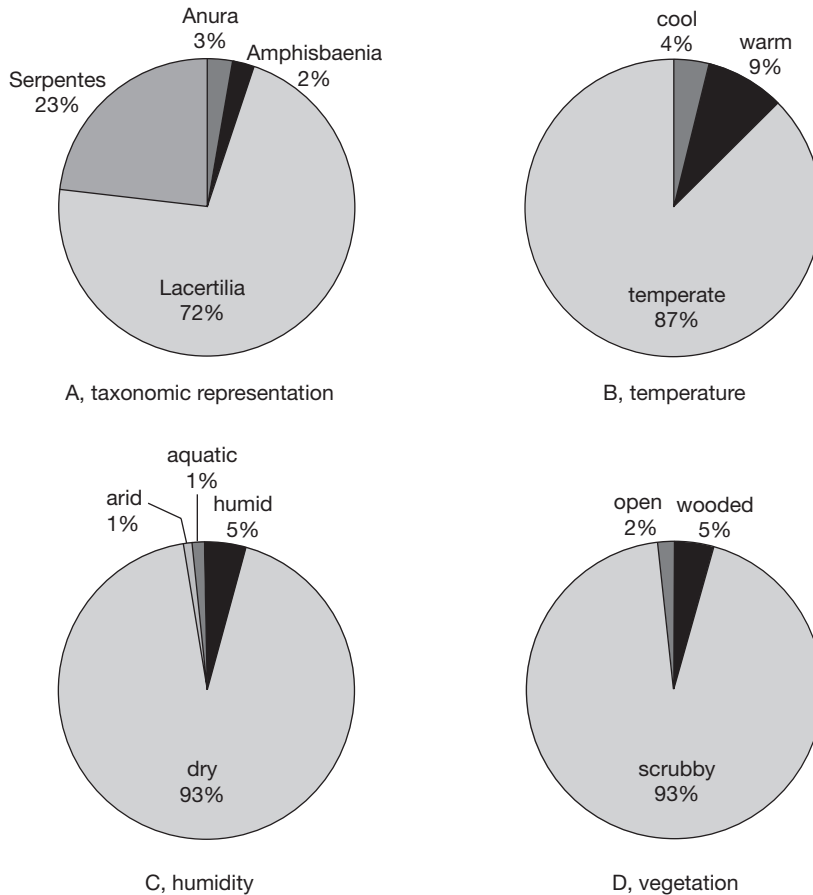 Anura
3%
Amphisbaenia
2%
Serpentes
23%
Lacertilia
72%
A, taxonomic representation
cool
4%
warm
9%
temperate
87%
B, temperature
aquatic
1%
arid
1%
humid
5%
dry
93%
C, humidity
open
2%
wooded
5%
scrubby
93%
D, vegetation